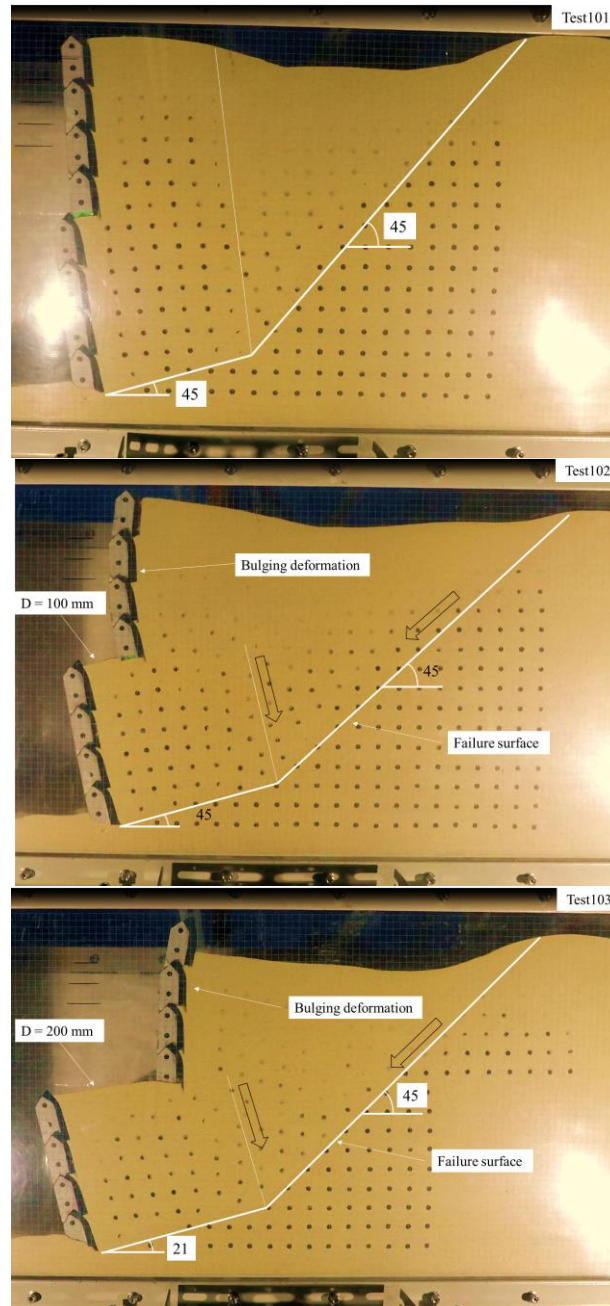 Test101
45
45
Test102
Bulging deformation
D = 100 mm
45
Failure surface
45
Test103
Bulging deformation
D = 200 mm
45
Failure surface
21